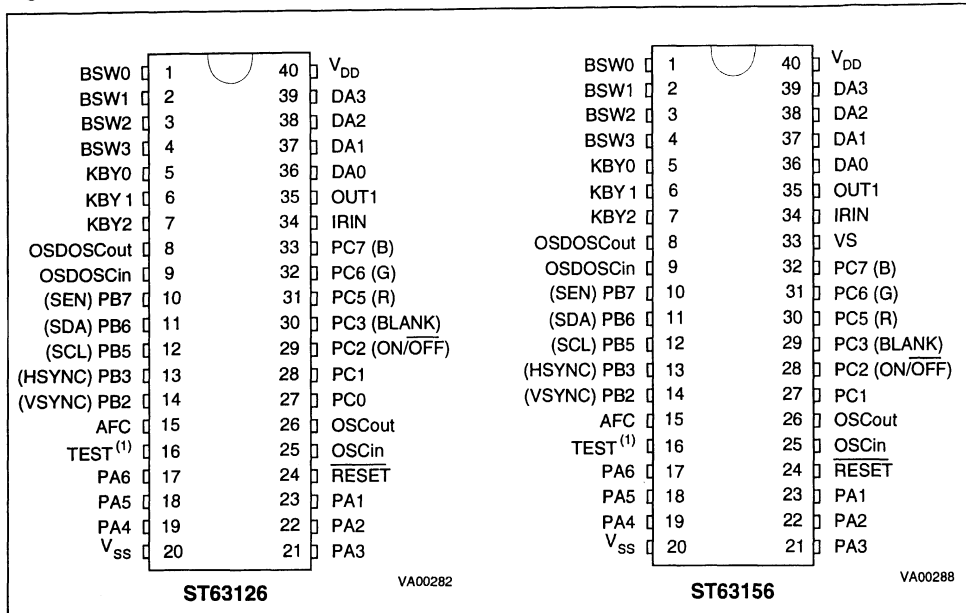 BSW0 1 40 VDD
BSW1 2 39 DA3
BSW2 3 38 DA2
BSW3 4 37 DA1
KBY0 5 36 DA0
KBY 1 6 35 OUT1
KBY2 7 34 IRIN
OSDOSCout 8 33 PC7 (B)
OSDOSCin 9 32 PC6 (G)
(SEN) PB7 10 31 PC5 (R)
(SDA) PB6 11 30 PC3 (BLANK)
(SCL) PB5 12 29 PC2 (ON/OFF)
(HSYNC) PB3 13 28 PC1
(VSYNC) PB2 14 27 PC0
AFC 15 26 OSCout
TEST(1) 16 25 OSCin
PA6 17 24 RESET
PA5 18 23 PA1
PA4 19 22 PA2
VSS 20 21 PA3
ST63126
VA00282
BSW0 1 40 VDD
BSW1 2 39 DA3
BSW2 3 38 DA2
BSW3 4 37 DA1
KBY0 5 36 DA0
KBY 1 6 35 OUT1
KBY2 7 34 IRIN
OSDOSCout 8 33 VS
OSDOSCin 9 32 PC7 (B)
(SEN) PB7 10 31 PC6 (G)
(SDA) PB6 11 30 PC5 (R)
(SCL) PB5 12 29 PC3 (BLANK)
(HSYNC) PB3 13 28 PC2 (ON/OFF)
(VSYNC) PB2 14 27 PC1
AFC 15 26 OSCout
TEST(1) 16 25 OSCin
PA6 17 24 RESET
PA5 18 23 PA1
PA4 19 22 PA2
VSS 20 21 PA3
ST63156
VA00288